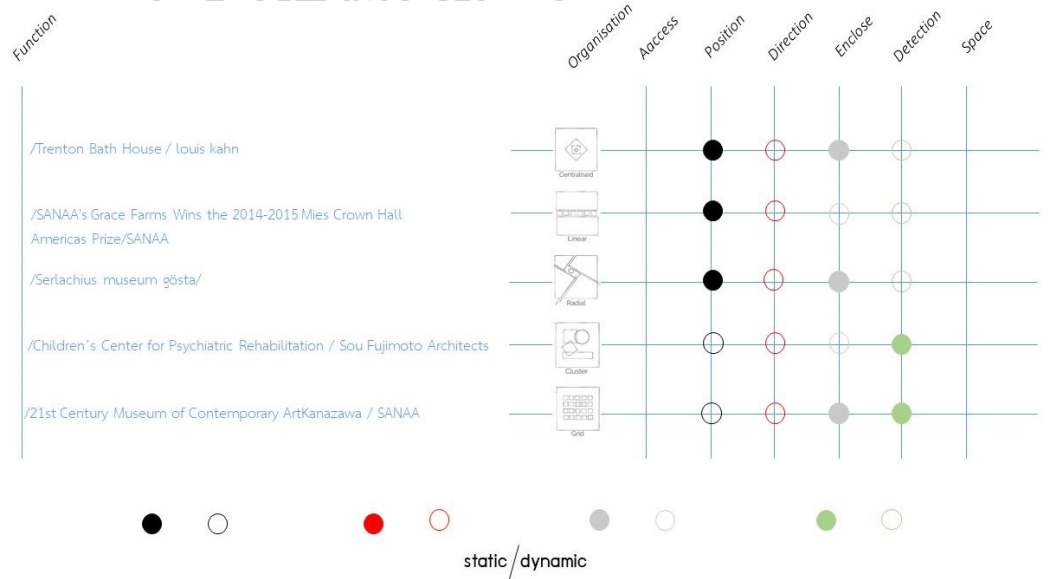 Function
Organisation
Aaccess
Position
Direction
Enclose
Detection
Space
/Trenton Bath House / louis kahn
Centralised
/SANAA's Grace Farms Wins the 2014-2015 Mies Crown Hall
Americas Prize/SANAA
Linear
/Serlachius museum gösta/
Radial
/Children's Center for Psychiatric Rehabilitation / Sou Fujimoto Architects
Cluster
/21st Century Museum of Contemporary ArtKanazawa / SANAA
Grid
static/dynamic